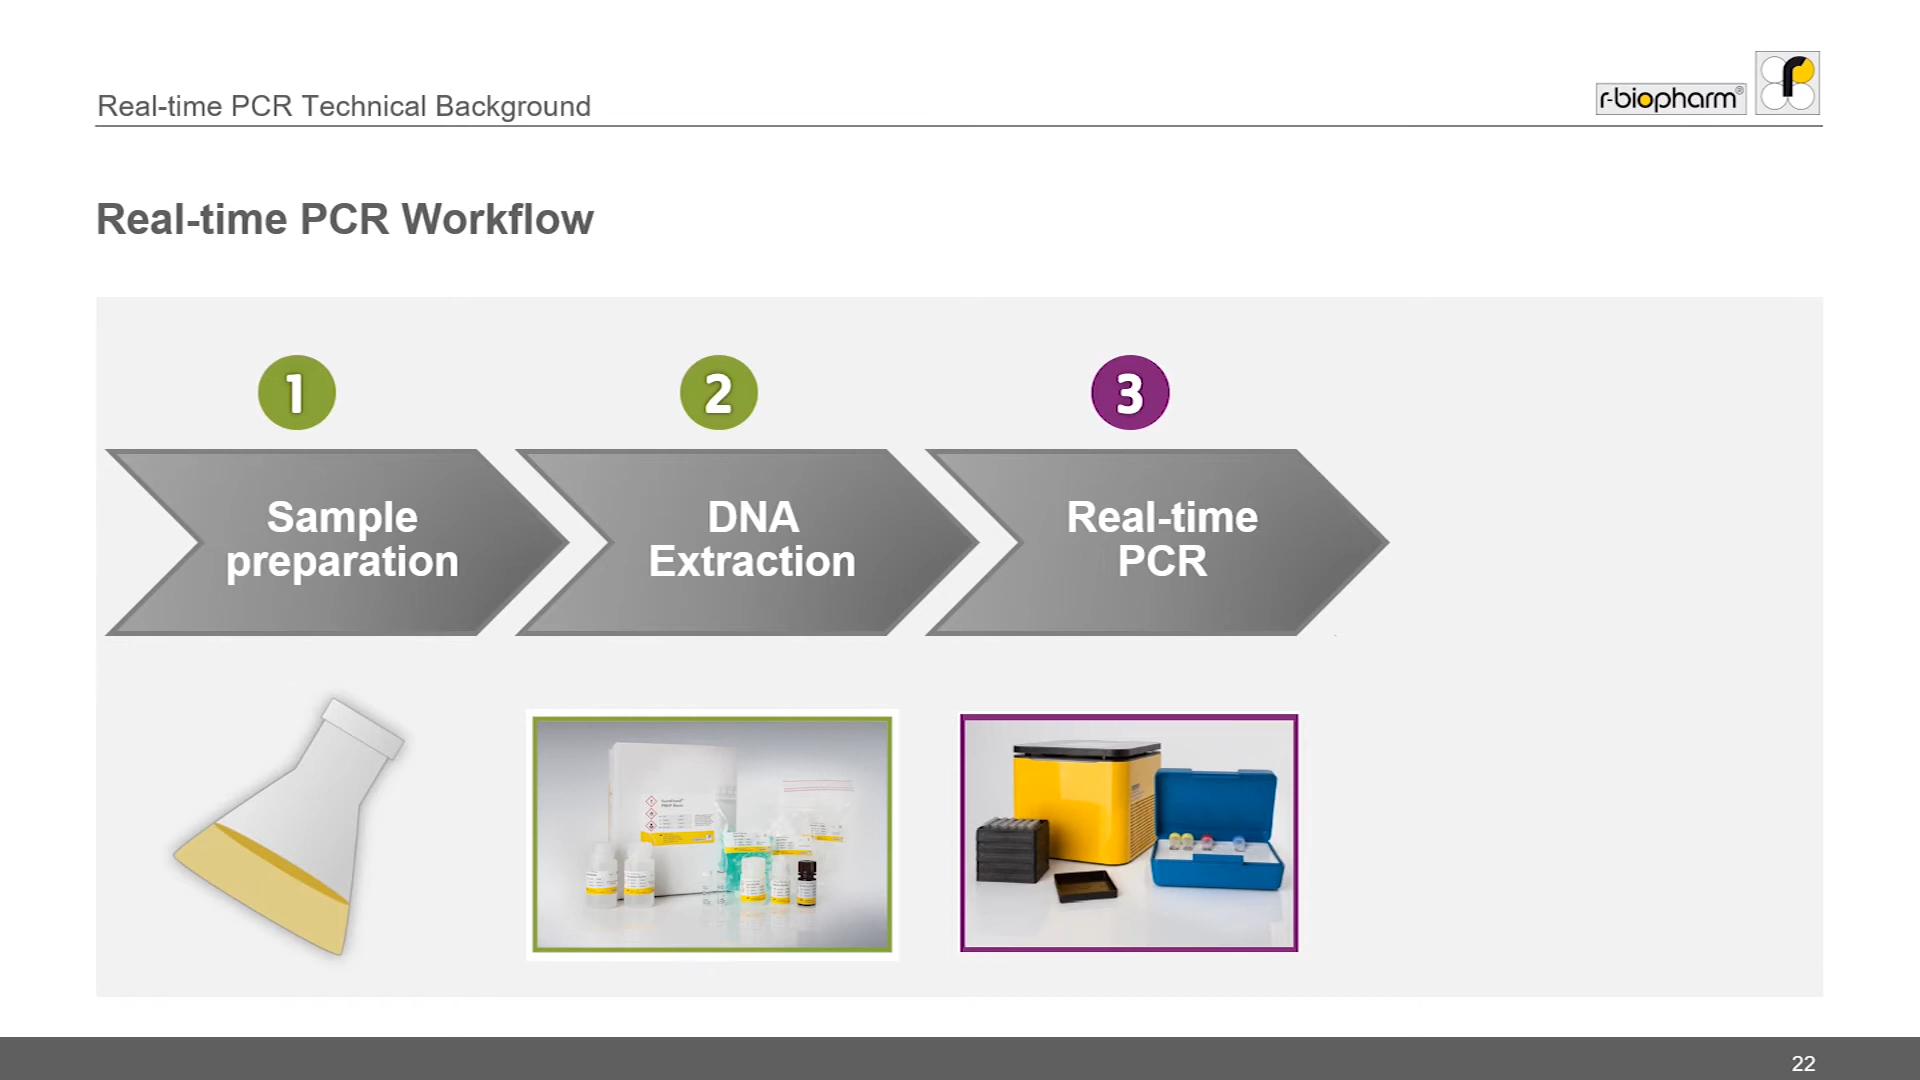 Real-time PCR Technical Background
r-biopharm®
Real-time PCR Workflow
1
2
3
Sample
preparation
DNA
Extraction
Real-time
PCR
22